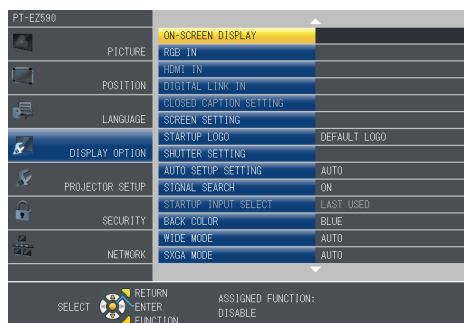 PT-EZ590
PICTURE
POSITION
LANGUAGE
DISPLAY OPTION
PROJECTOR SETUP
SECURITY
NETWORK
ON-SCREEN DISPLAY
RGB IN
HDMI IN
DIGITAL LINK IN
CLOSED CAPTION SETTING
SCREEN SETTING
STARTUP LOGO DEFAULT LOGO
SHUTTER SETTING
AUTO SETUP SETTING AUTO
SIGNAL SEARCH ON
STARTUP INPUT SELECT LAST USED
BACK COLOR BLUE
WIDE MODE AUTO
SXGA MODE AUTO
SELECT
RETURN
ENTER
FUNCTION
ASSIGNED FUNCTION:
DISABLE